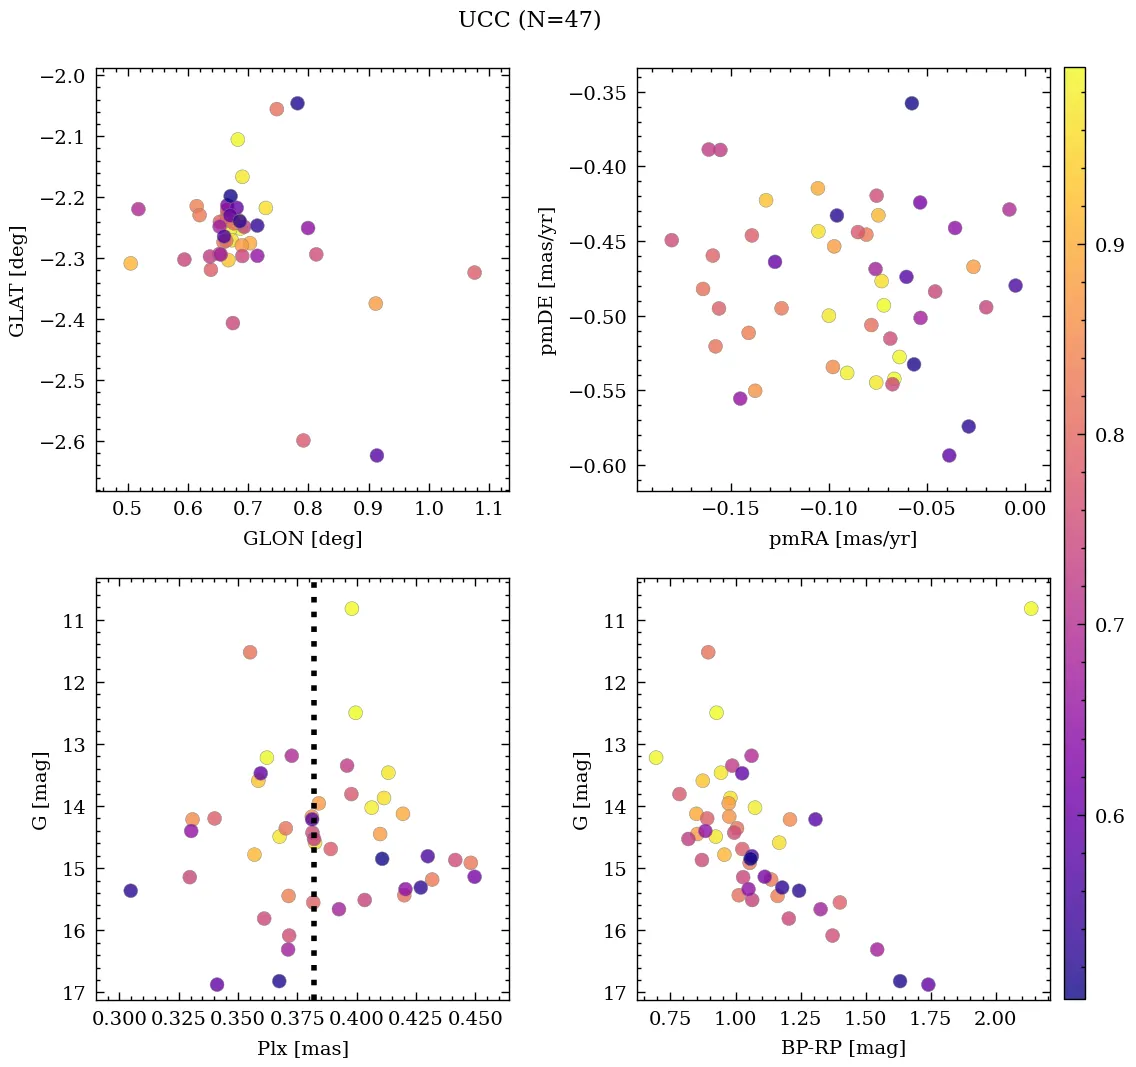 UCC (N=47)
−2.0
−2.1
−2.2
−2.3
−2.4
−2.5
−2.6
GLAT [deg]
0.5 0.6 0.7 0.8 0.9 1.0 1.1
GLON [deg]
−0.35
−0.40
−0.45
−0.50
−0.55
−0.60
pmDE [mas/yr]
−0.15 −0.10 −0.05 0.00
pmRA [mas/yr]
11
12
13
14
15
16
17
G [mag]
0.300 0.325 0.350 0.375 0.400 0.425 0.450
Plx [mas]
11
12
13
14
15
16
17
G [mag]
0.75 1.00 1.25 1.50 1.75 2.00
BP-RP [mag]
0.9
0.8
0.7
0.6